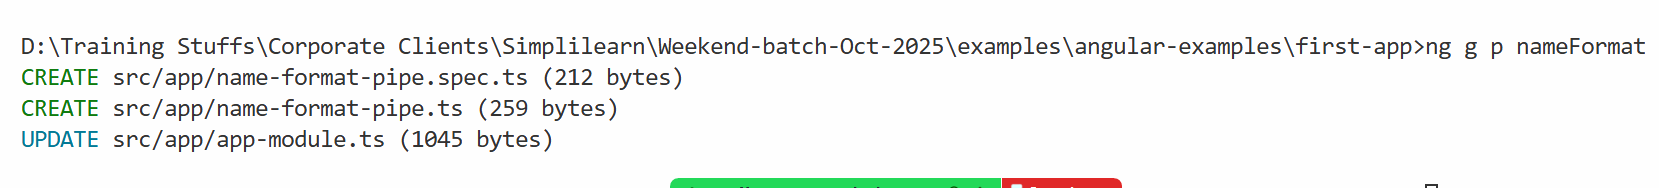 D:\Training Stuffs\Corporate Clients\Simplilearn\Weekend-batch-Oct-2025\examples\angular-examples\first-app>ng g p nameFormat
CREATE src/app/name-format-pipe.spec.ts (212 bytes)
CREATE src/app/name-format-pipe.ts (259 bytes)
UPDATE src/app/app-module.ts (1045 bytes)